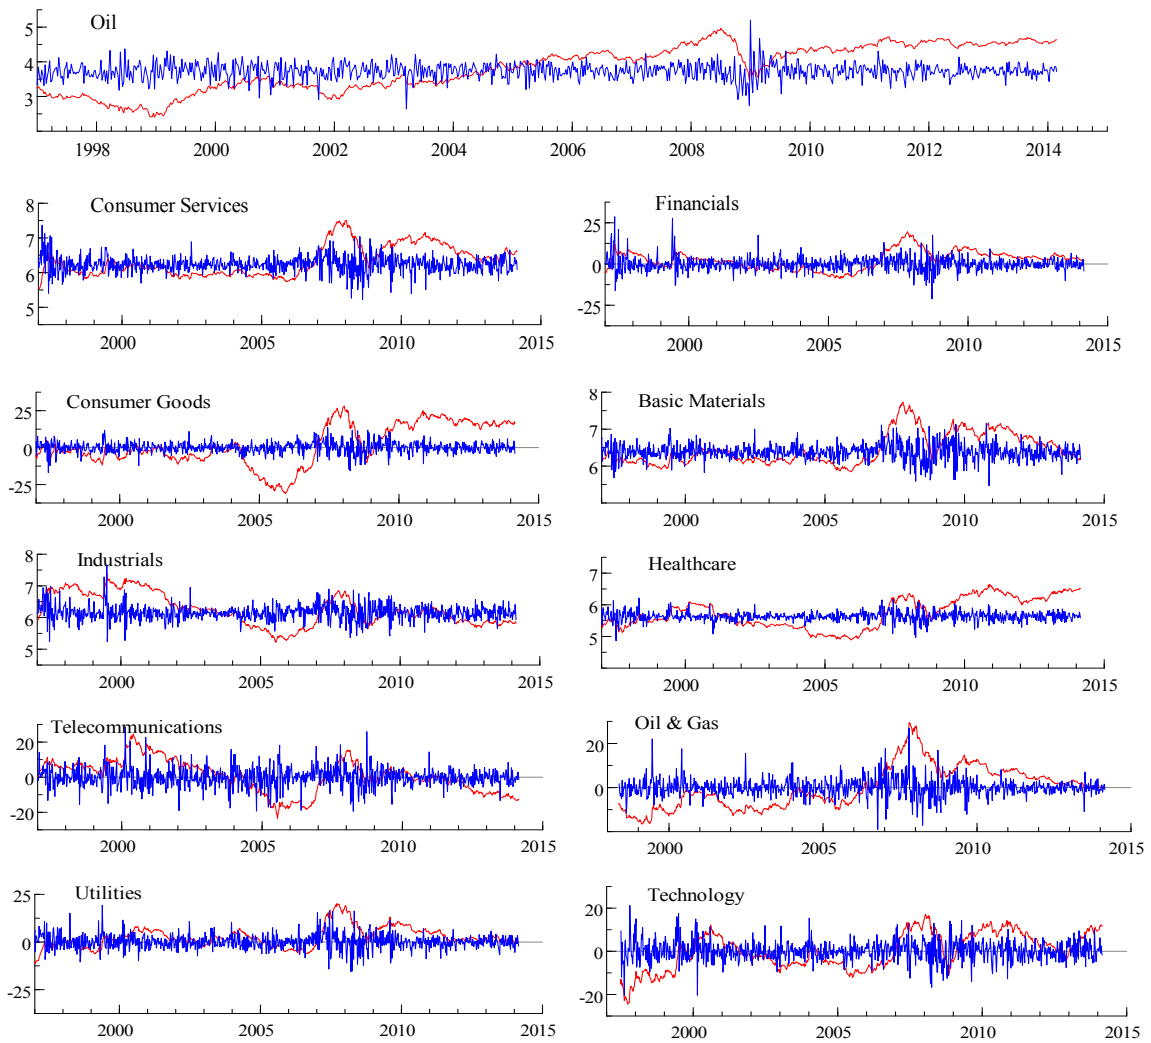 Oil
5
4
3
1998 2000 2002 2004 2006 2008 2010 2012 2014
Consumer Services
8
7
6
5
2000 2005 2010 2015
Financials
25
0
-25
2000 2005 2010 2015
Consumer Goods
25
0
-25
2000 2005 2010 2015
Basic Materials
8
7
6
2000 2005 2010 2015
Industrials
8
7
6
5
2000 2005 2010 2015
Healthcare
7
6
5
2000 2005 2010 2015
Telecommunications
20
0
-20
2000 2005 2010 2015
Oil & Gas
20
0
2000 2005 2010 2015
Utilities
25
0
-25
2000 2005 2010 2015
Technology
20
0
-20
2000 2005 2010 2015